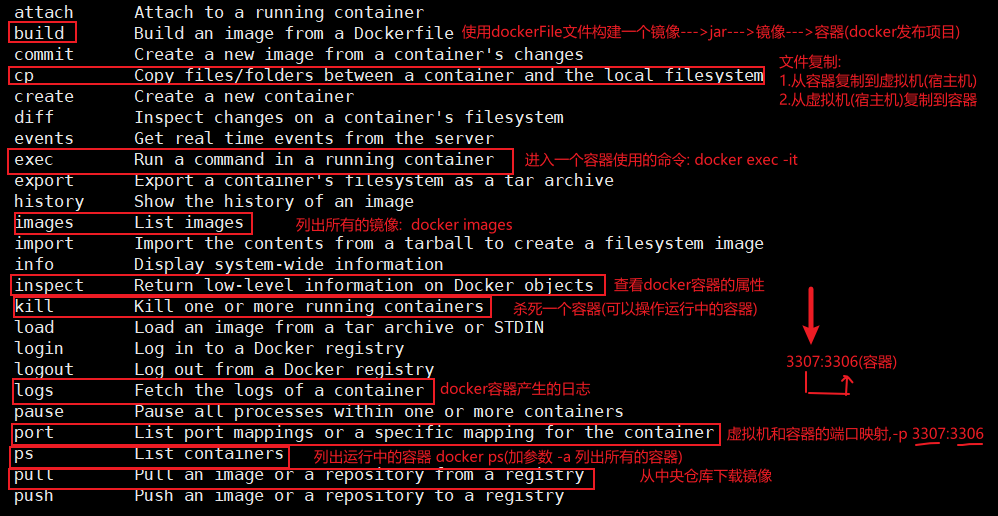 attach Attach to a running container
build Build an image from a Dockerfile 使用dockerFile文件构建一个镜像--->jar--->镜像--->容器(docker发布项目)
commit Create a new image from a container's changes
文件复制:
cp Copy files/folders between a container and the local filesystem 1.从容器复制到虚拟机(宿主机)
create Create a new container 2.从虚拟机(宿主机)复制到容器
diff Inspect changes on a container's filesystem
events Get real time events from the server
exec Run a command in a running container 进入一个容器使用的命令: docker exec -it
export Export a container's filesystem as a tar archive
history Show the history of an image
images List images 列出所有的镜像: docker images
import Import the contents from a tarball to create a filesystem image
info Display system-wide information
inspect Return low-level information on Docker objects 查看docker容器的属性
kill Kill one or more running containers 杀死一个容器(可以操作运行中的容器)
load Load an image from a tar archive or STDIN
login Log in to a Docker registry
3307:3306(容器)
logout Log out from a Docker registry
logs Fetch the logs of a container docker容器产生的日志
pause Pause all processes within one or more containers
port List port mappings or a specific mapping for the container 虚拟机和容器的端口映射,-p 3307:3306
ps List containers 列出运行中的容器 docker ps(加参数 -a 列出所有的容器)
pull Pull an image or a repository from a registry 从中央仓库下载镜像
push Push an image or a repository to a registry